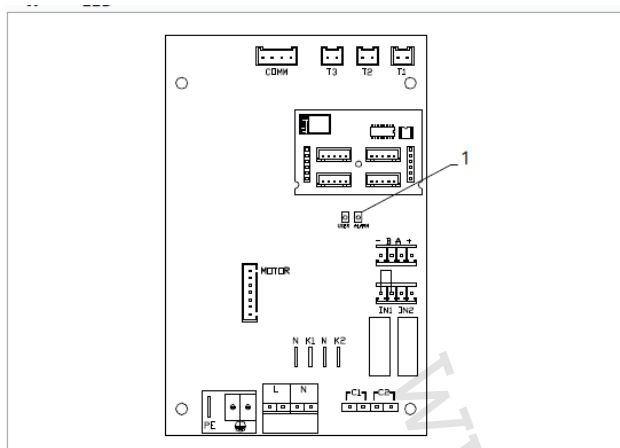 COMM T3 T2 T1
1
USER ALARM
- B A +
MOTOR
IN1 IN2
N K1 N K2
L N
C1 C2
PE
W